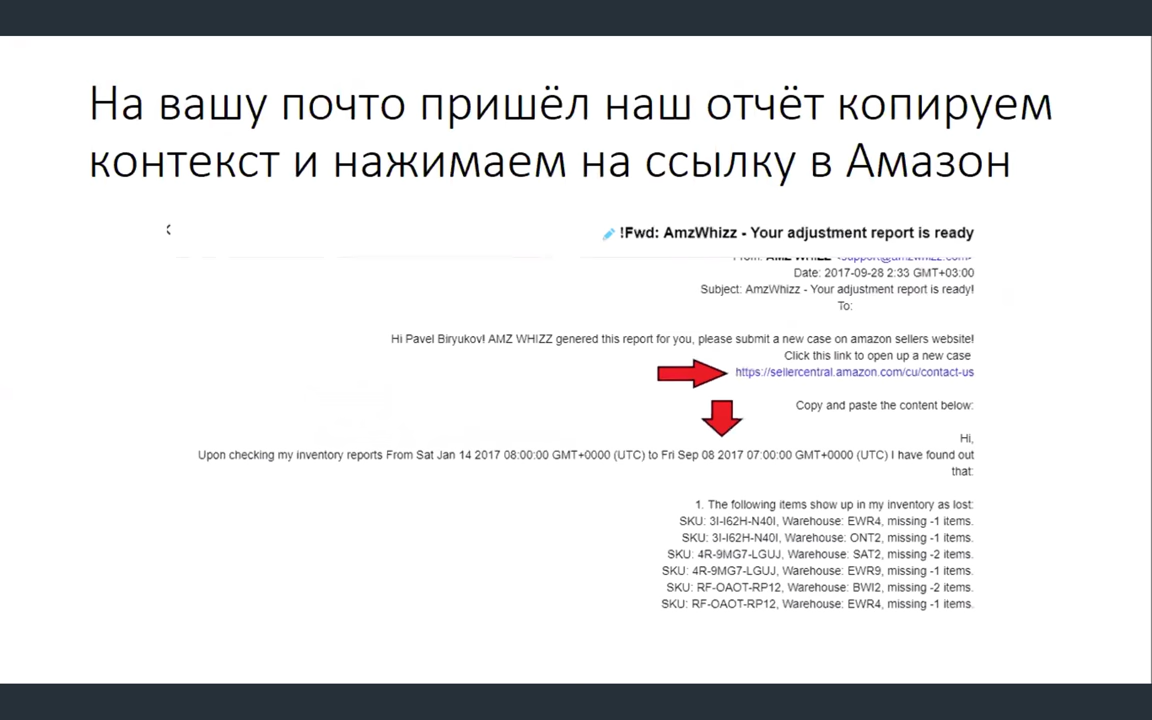 На вашу почто пришёл наш отчёт копируем
контекст и нажимаем на ссылку в Амазон
!Fwd: AmzWhizz - Your adjustment report is ready
From: AMZ WHIZZ <support@amzwhizz.com>
Date: 2017-09-28 2:33 GMT+03:00
Subject: AmzWhizz - Your adjustment report is ready!
To:
Hi Pavel Biryukov! AMZ WHIZZ genered this report for you, please submit a new case on amazon sellers website!
Click this link to open up a new case
https://sellercentral.amazon.com/cu/contact-us
Copy and paste the content below:
Hi,
Upon checking my inventory reports From Sat Jan 14 2017 08:00:00 GMT+0000 (UTC) to Fri Sep 08 2017 07:00:00 GMT+0000 (UTC) I have found out
that:
1. The following items show up in my inventory as lost:
SKU: 3I-I62H-N40I, Warehouse: EWR4, missing -1 items.
SKU: 3I-I62H-N40I, Warehouse: ONT2, missing -1 items.
SKU: 4R-9MG7-LGUJ, Warehouse: SAT2, missing -2 items.
SKU: 4R-9MG7-LGUJ, Warehouse: EWR9, missing -1 items.
SKU: RF-OAOT-RP12, Warehouse: BWI2, missing -2 items.
SKU: RF-OAOT-RP12, Warehouse: EWR4, missing -1 items.